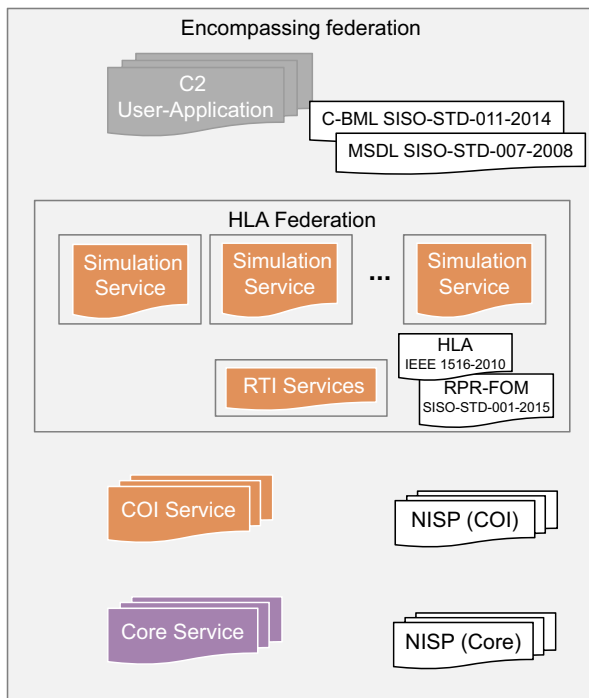 Encompassing federation
C2
User-Application
C-BML SISO-STD-011-2014
MSDL SISO-STD-007-2008
HLA Federation
Simulation
Service
Simulation
Service
...
Simulation
Service
RTI Services
HLA
IEEE 1516-2010
RPR-FOM
SISO-STD-001-2015
COI Service
NISP (COI)
Core Service
NISP (Core)